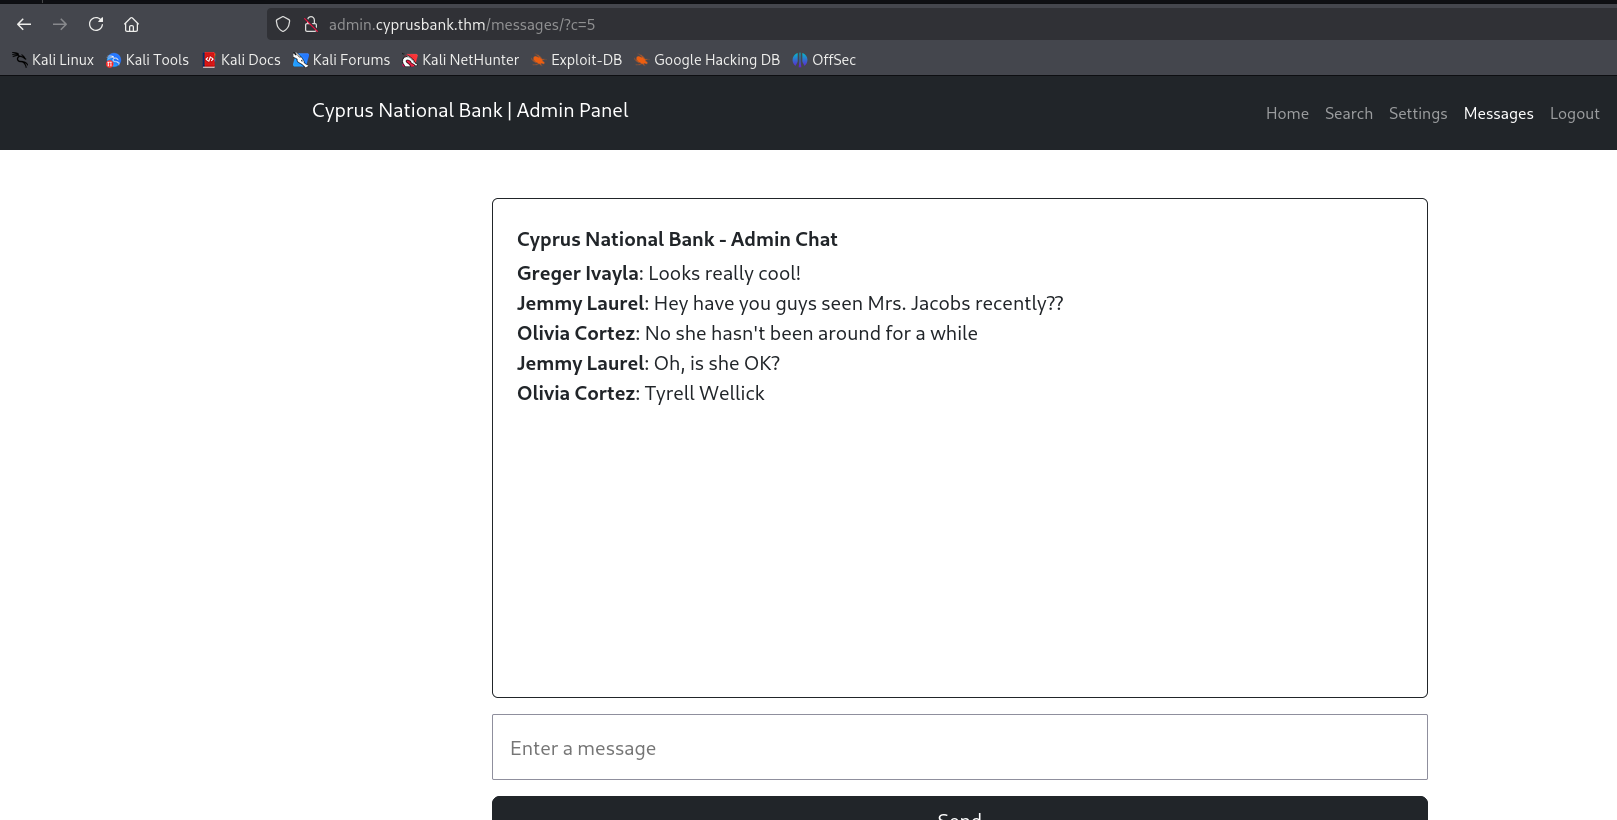 admin.cyprusbank.thm/messages/?c=5
Kali Linux Kali Tools Kali Docs Kali Forums Kali NetHunter Exploit-DB Google Hacking DB OffSec
Cyprus National Bank | Admin Panel Home Search Settings Messages Logout
Cyprus National Bank - Admin Chat
Greger Ivayla: Looks really cool!
Jemmy Laurel: Hey have you guys seen Mrs. Jacobs recently??
Olivia Cortez: No she hasn't been around for a while
Jemmy Laurel: Oh, is she OK?
Olivia Cortez: Tyrell Wellick
Enter a message
Send